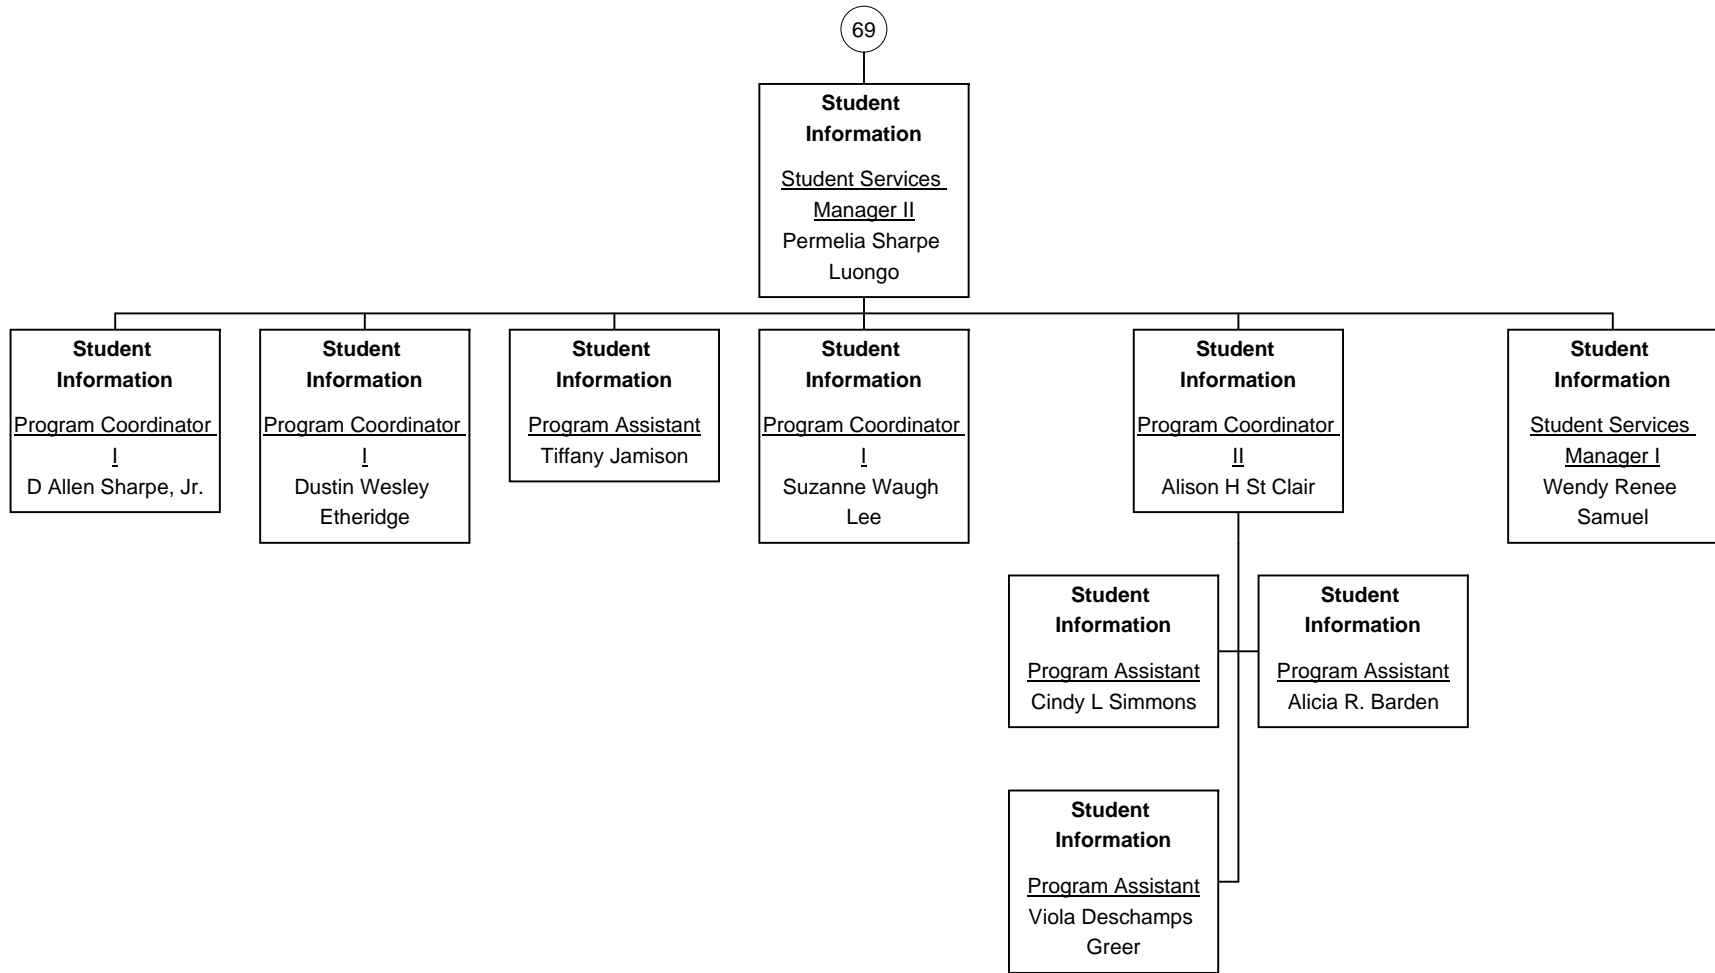 69
Student
Information
Student Services
Manager II
Permelia Sharpe
Luongo
Student
Information
Program Coordinator
I
D Allen Sharpe, Jr.
Student
Information
Program Coordinator
I
Dustin Wesley
Etheridge
Student
Information
Program Assistant
Tiffany Jamison
Student
Information
Program Coordinator
I
Suzanne Waugh
Lee
Student
Information
Program Coordinator
II
Alison H St Clair
Student
Information
Student Services
Manager I
Wendy Renee
Samuel
Student
Information
Program Assistant
Cindy L Simmons
Student
Information
Program Assistant
Alicia R. Barden
Student
Information
Program Assistant
Viola Deschamps
Greer